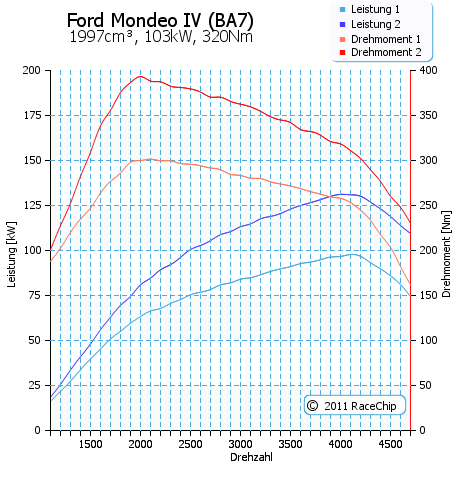 Ford Mondeo IV (BA7)
1997cm³, 103kW, 320Nm
Leistung 1
Leistung 2
Drehmoment 1
Drehmoment 2
200
175
150
125
100
75
50
25
0
Leistung [kW]
400
350
300
250
200
150
100
50
0
Drehmoment [Nm]
© 2011 RaceChip
1500 2000 2500 3000 3500 4000 4500
Drehzahl